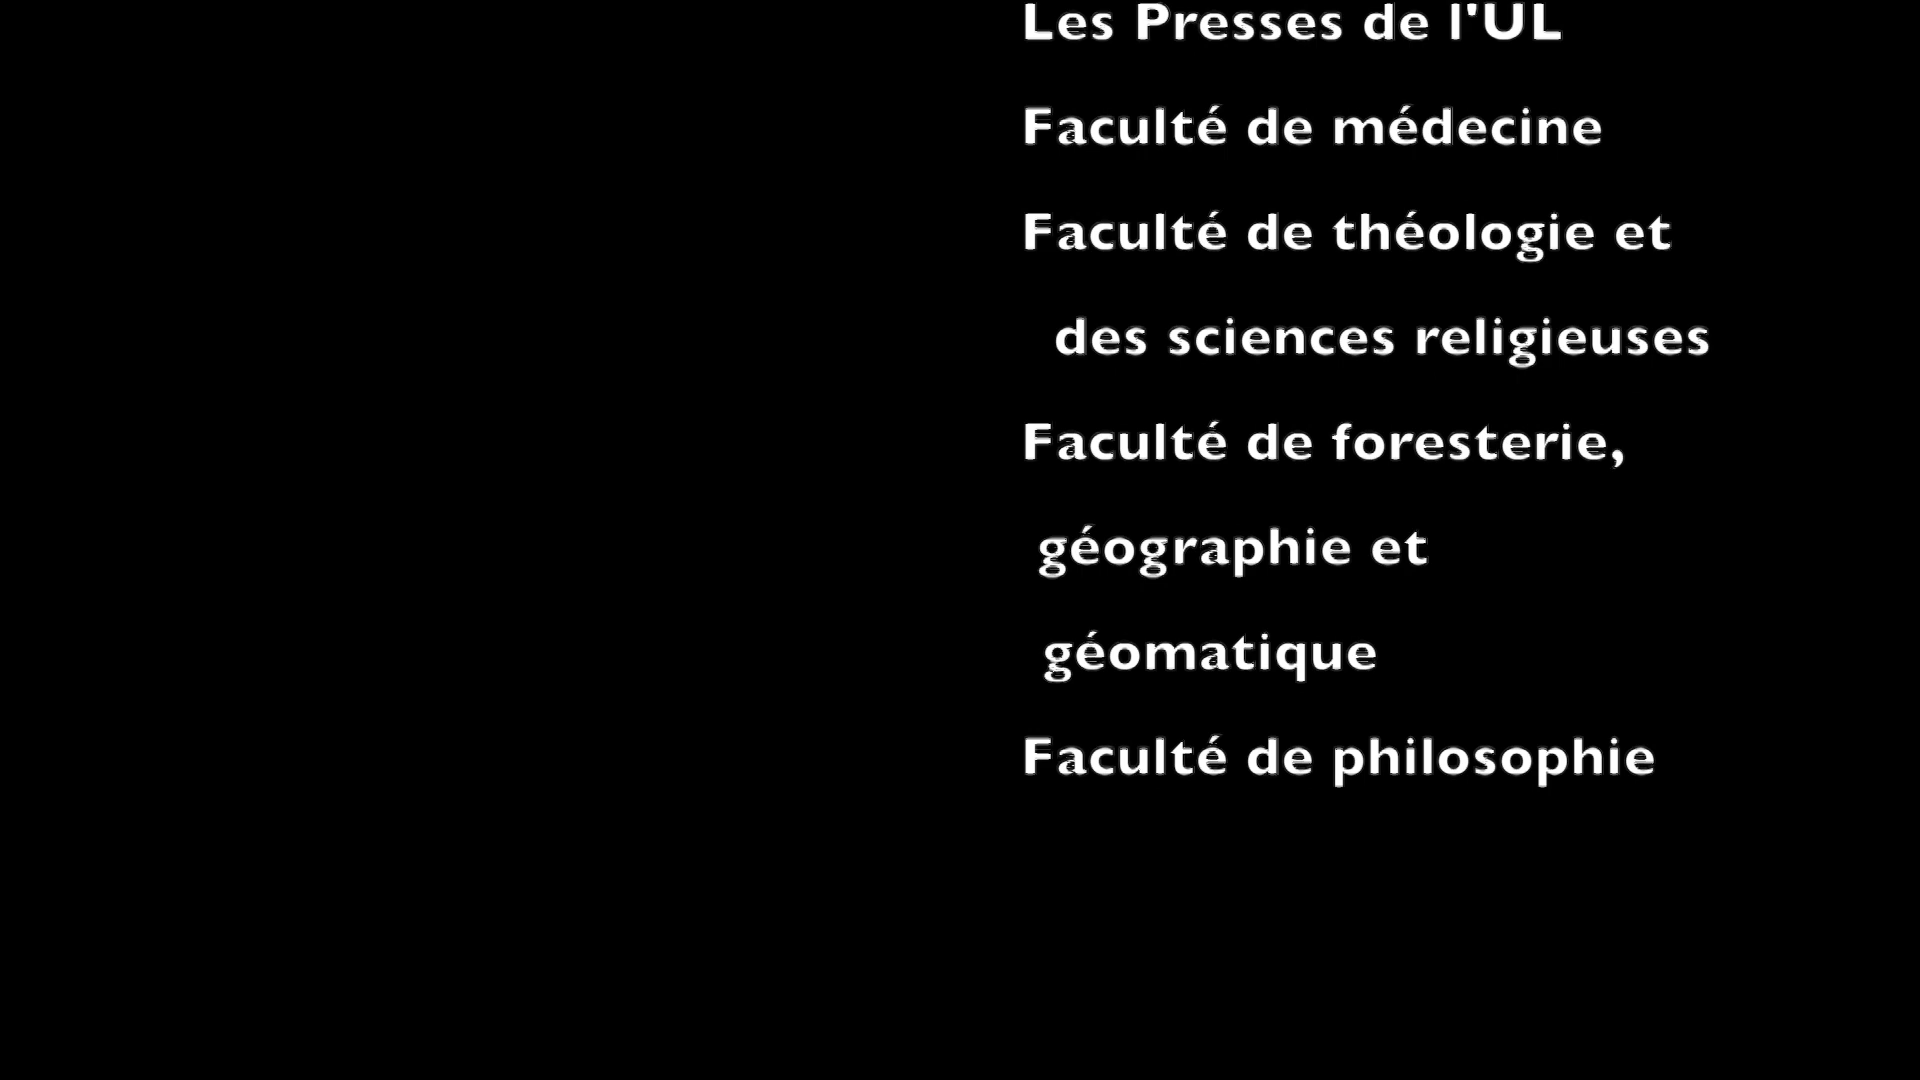 Les Presses de l'UL
Faculté de médecine
Faculté de théologie et
des sciences religieuses
Faculté de foresterie,
géographie et
géomatique
Faculté de philosophie